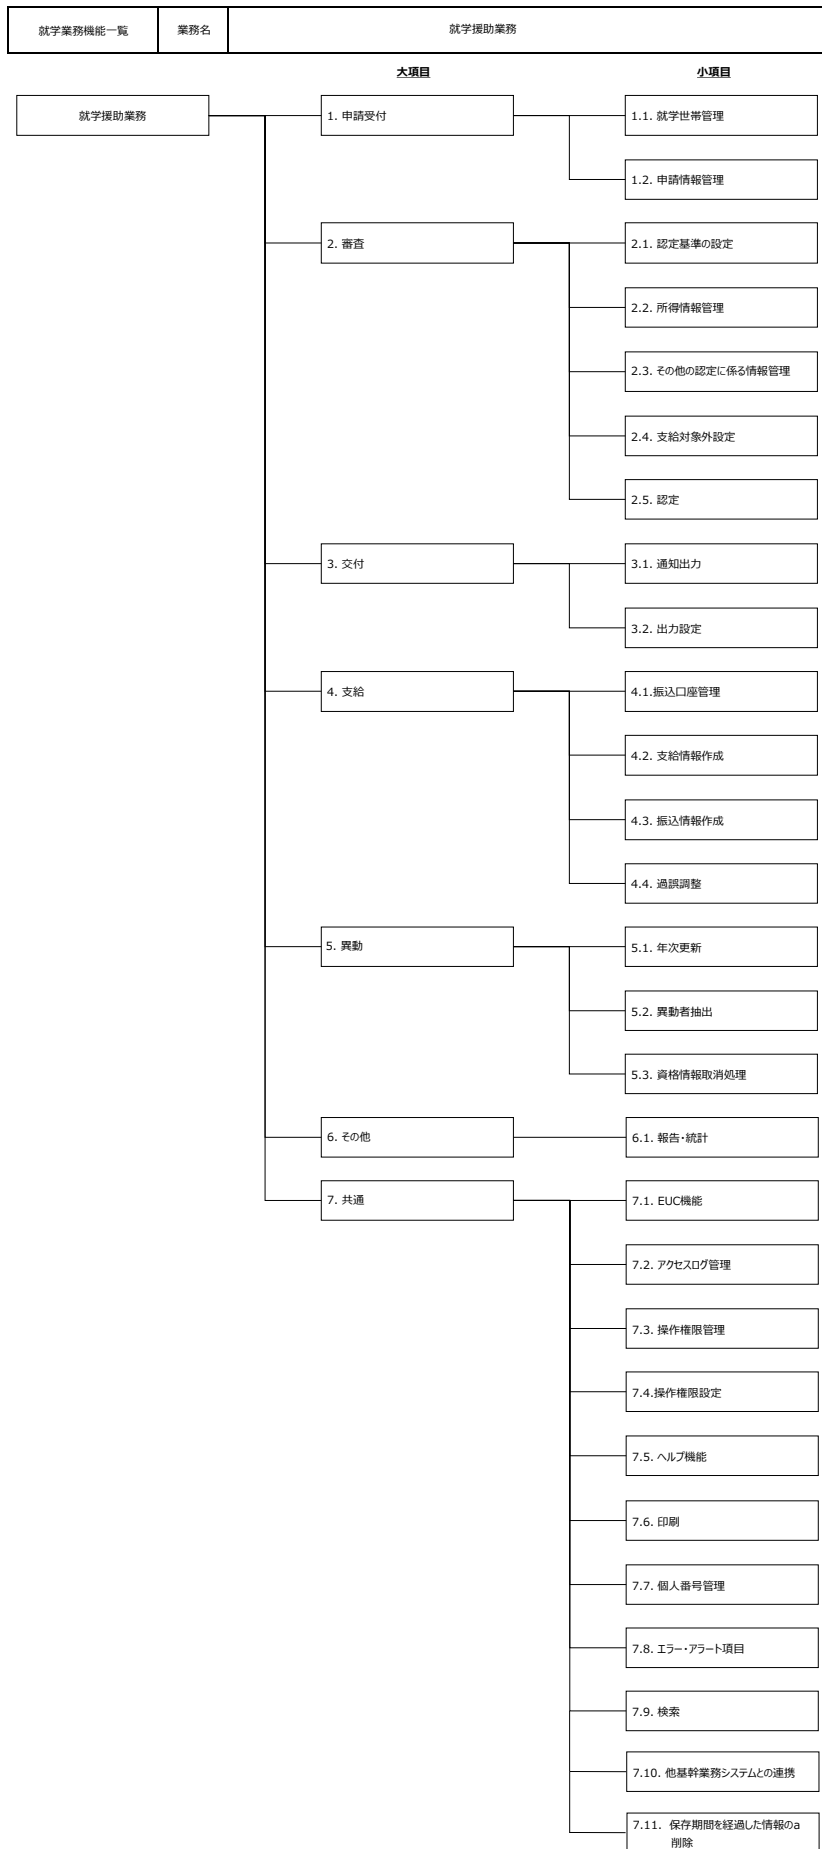 就学業務機能一覧 業務名 就学援助業務
大項目 小項目
就学援助業務 1. 申請受付 1.1. 就学世帯管理
1.2. 申請情報管理
2. 審査 2.1. 認定基準の設定
2.2. 所得情報管理
2.3. その他の認定に係る情報管理
2.4. 支給対象外設定
2.5. 認定
3. 交付 3.1. 通知出力
3.2. 出力設定
4. 支給 4.1.振込口座管理
4.2. 支給情報作成
4.3. 振込情報作成
4.4. 過誤調整
5. 異動 5.1. 年次更新
5.2. 異動者抽出
5.3. 資格情報取消処理
6. その他 6.1. 報告・統計
7. 共通 7.1. EUC機能
7.2. アクセスログ管理
7.3. 操作権限管理
7.4.操作権限設定
7.5. ヘルプ機能
7.6. 印刷
7.7. 個人番号管理
7.8. エラー・アラート項目
7.9. 検索
7.10. 他基幹業務システムとの連携
7.11. 保存期間を経過した情報のa
削除